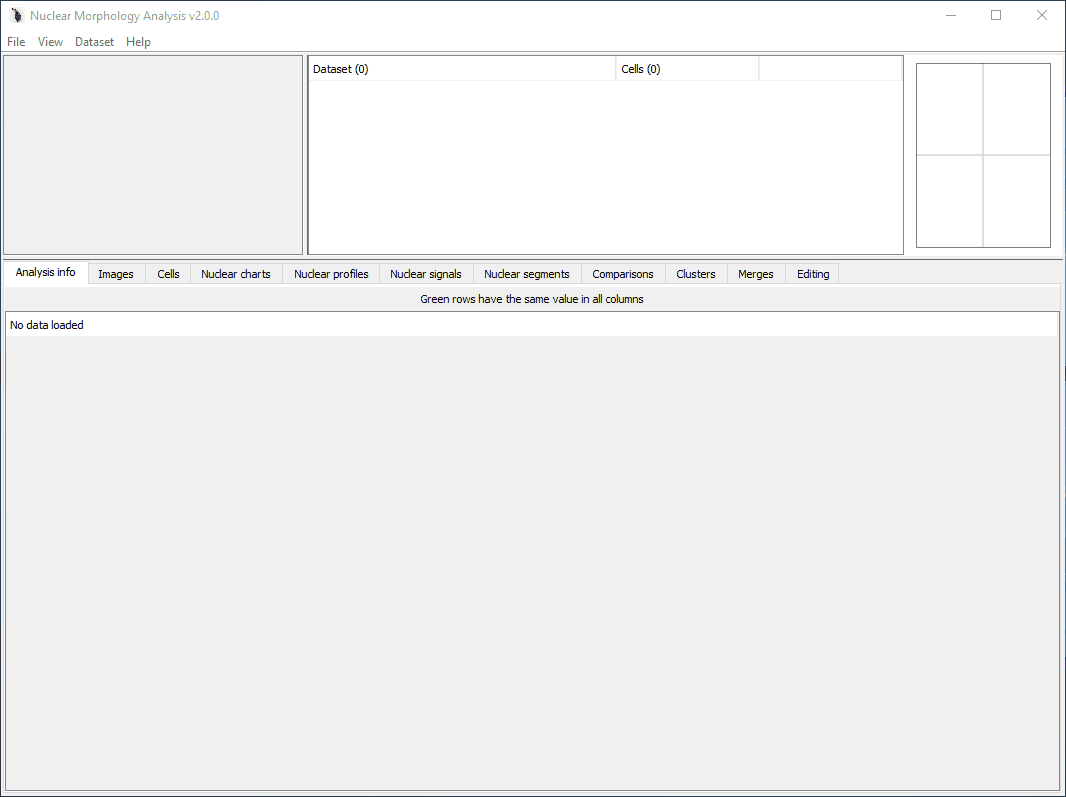 Nuclear Morphology Analysis v2.0.0
File View Dataset Help
Dataset (0) Cells (0)
Analysis info Images Cells Nuclear charts Nuclear profiles Nuclear signals Nuclear segments Comparisons Clusters Merges Editing
Green rows have the same value in all columns
No data loaded